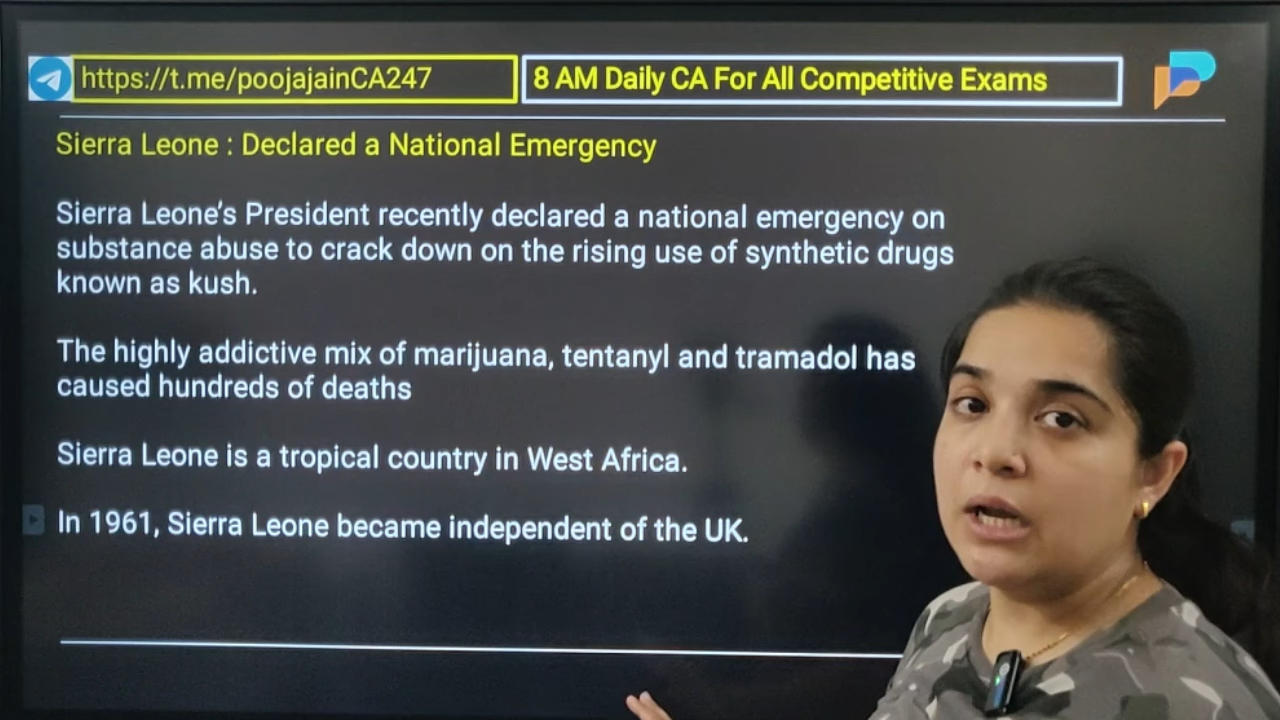 https://t.me/poojajainCA247
8 AM Daily CA For All Competitive Exams
Sierra Leone : Declared a National Emergency
Sierra Leone's President recently declared a national emergency on
substance abuse to crack down on the rising use of synthetic drugs
known as kush.
The highly addictive mix of marijuana, tentanyl and tramadol has
caused hundreds of deaths
Sierra Leone is a tropical country in West Africa.
In 1961, Sierra Leone became independent of the UK.